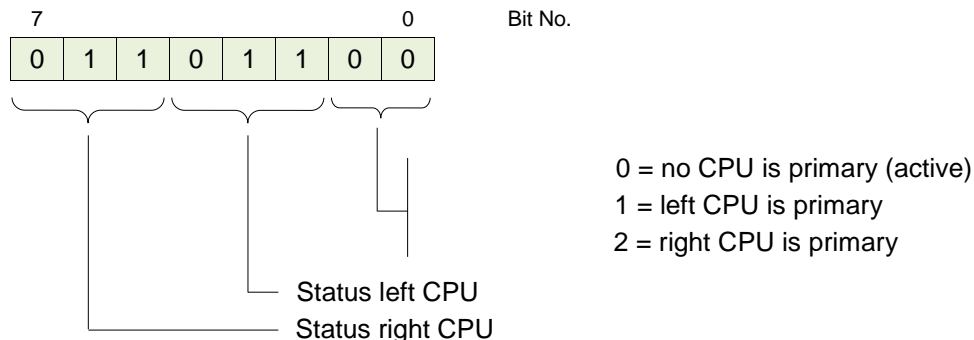 7 0 Bit No.
0 1 1 0 1 1 0 0
0 = no CPU is primary (active)
1 = left CPU is primary
2 = right CPU is primary
Status left CPU
Status right CPU